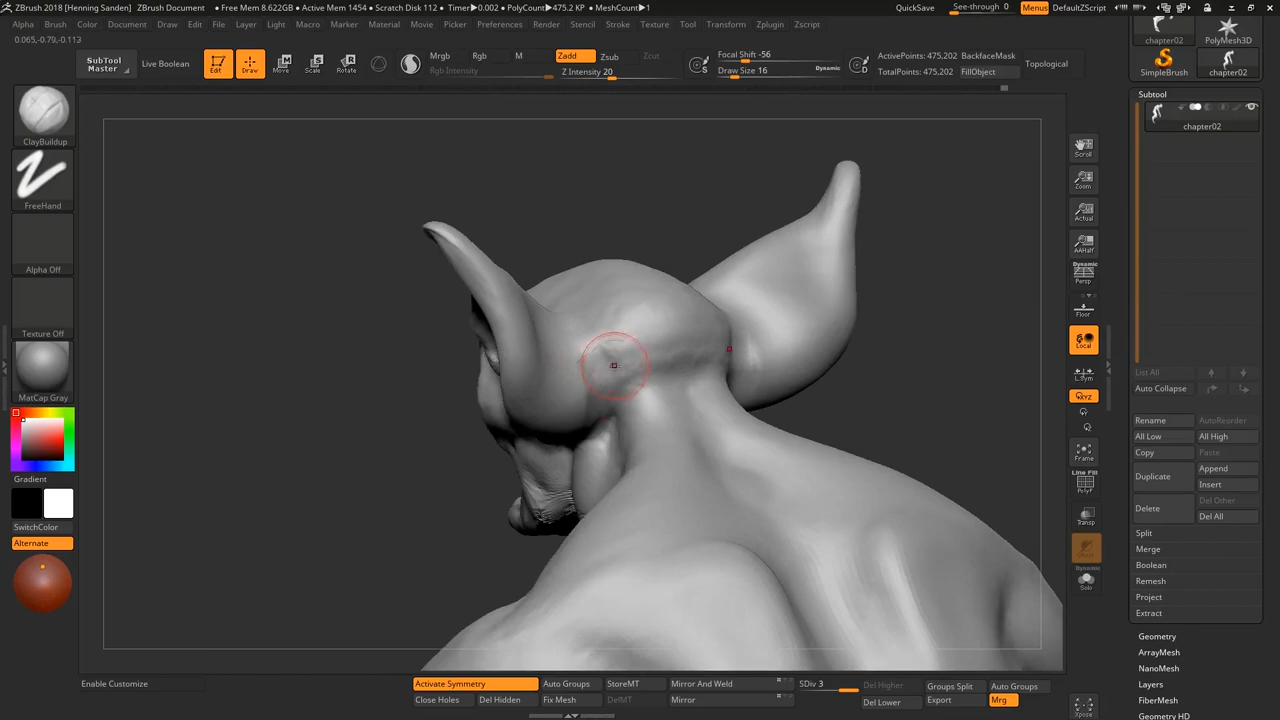 ZBrush 2018 [Henning Sanden] ZBrush Document • Free Mem 8.622GB • Active Mem 1454 • Scratch Disk 112 • Timer▶0.002 • PolyCount▶475.2 KP • MeshCount▶1 QuickSave See-through 0 Menus DefaultZScript
Alpha Brush Color Document Draw Edit File Layer Light Macro Marker Material Movie Picker Preferences Render Stencil Stroke Texture Tool Transform Zplugin Zscript
0.065,-0.79,-0.113
SubTool Master
Live Boolean
Edit Draw Move Scale Rotate
Mrgb Rgb M
Rgb Intensity
Zadd Zsub Zcut
Z Intensity 20
Focal Shift -56
Draw Size 16 Dynamic
S
D
ActivePoints: 475,202 BackfaceMask
TotalPoints: 475,202 FillObject
Topological
chapter02 PolyMesh3D
SimpleBrush chapter02
Subtool
chapter02
ClayBuildup
FreeHand
Alpha Off
Texture Off
MatCap Gray
Gradient
SwitchColor
Alternate
Scroll
Zoom
Actual
AAHalf
Dynamic
Persp
Floor
Local
L.Sym
XYZ
Frame
Line Fill
PolyF
Transp
Ghost
Dynamic
Solo
Xpose
List All
Auto Collapse
Rename AutoReorder
All Low All High
Copy Paste
Duplicate Append
Insert
Delete Del Other
Del All
Split
Merge
Boolean
Remesh
Project
Extract
Geometry
ArrayMesh
NanoMesh
Layers
FiberMesh
Geometry HD
Enable Customize
Activate Symmetry Auto Groups StoreMT Mirror And Weld SDiv 3 Del Higher Groups Split Auto Groups
Close Holes Del Hidden Fix Mesh DelMT Mirror Del Lower Export Mrg